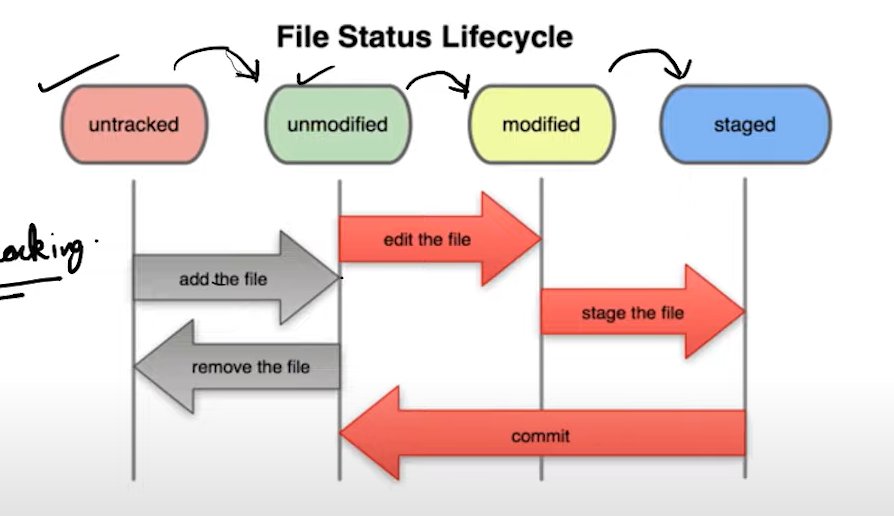 File Status Lifecycle
untracked
unmodified
modified
staged
edit the file
add the file
stage the file
remove the file
commit